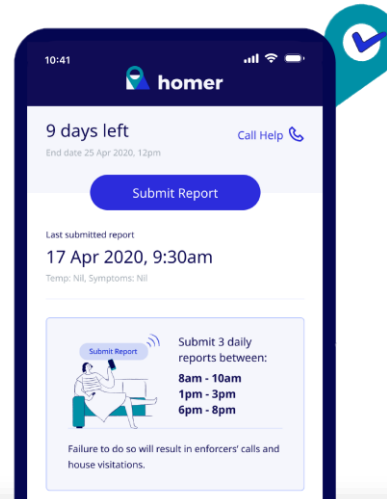 10:41
homer
9 days left
Call Help
End date 25 Apr 2020, 12pm
Submit Report
Last submitted report
17 Apr 2020, 9:30am
Temp: Nil, Symptoms: Nil
Submit Report
Submit 3 daily
reports between:
8am - 10am
1pm - 3pm
6pm - 8pm
Failure to do so will result in enforcers' calls and
house visitations.